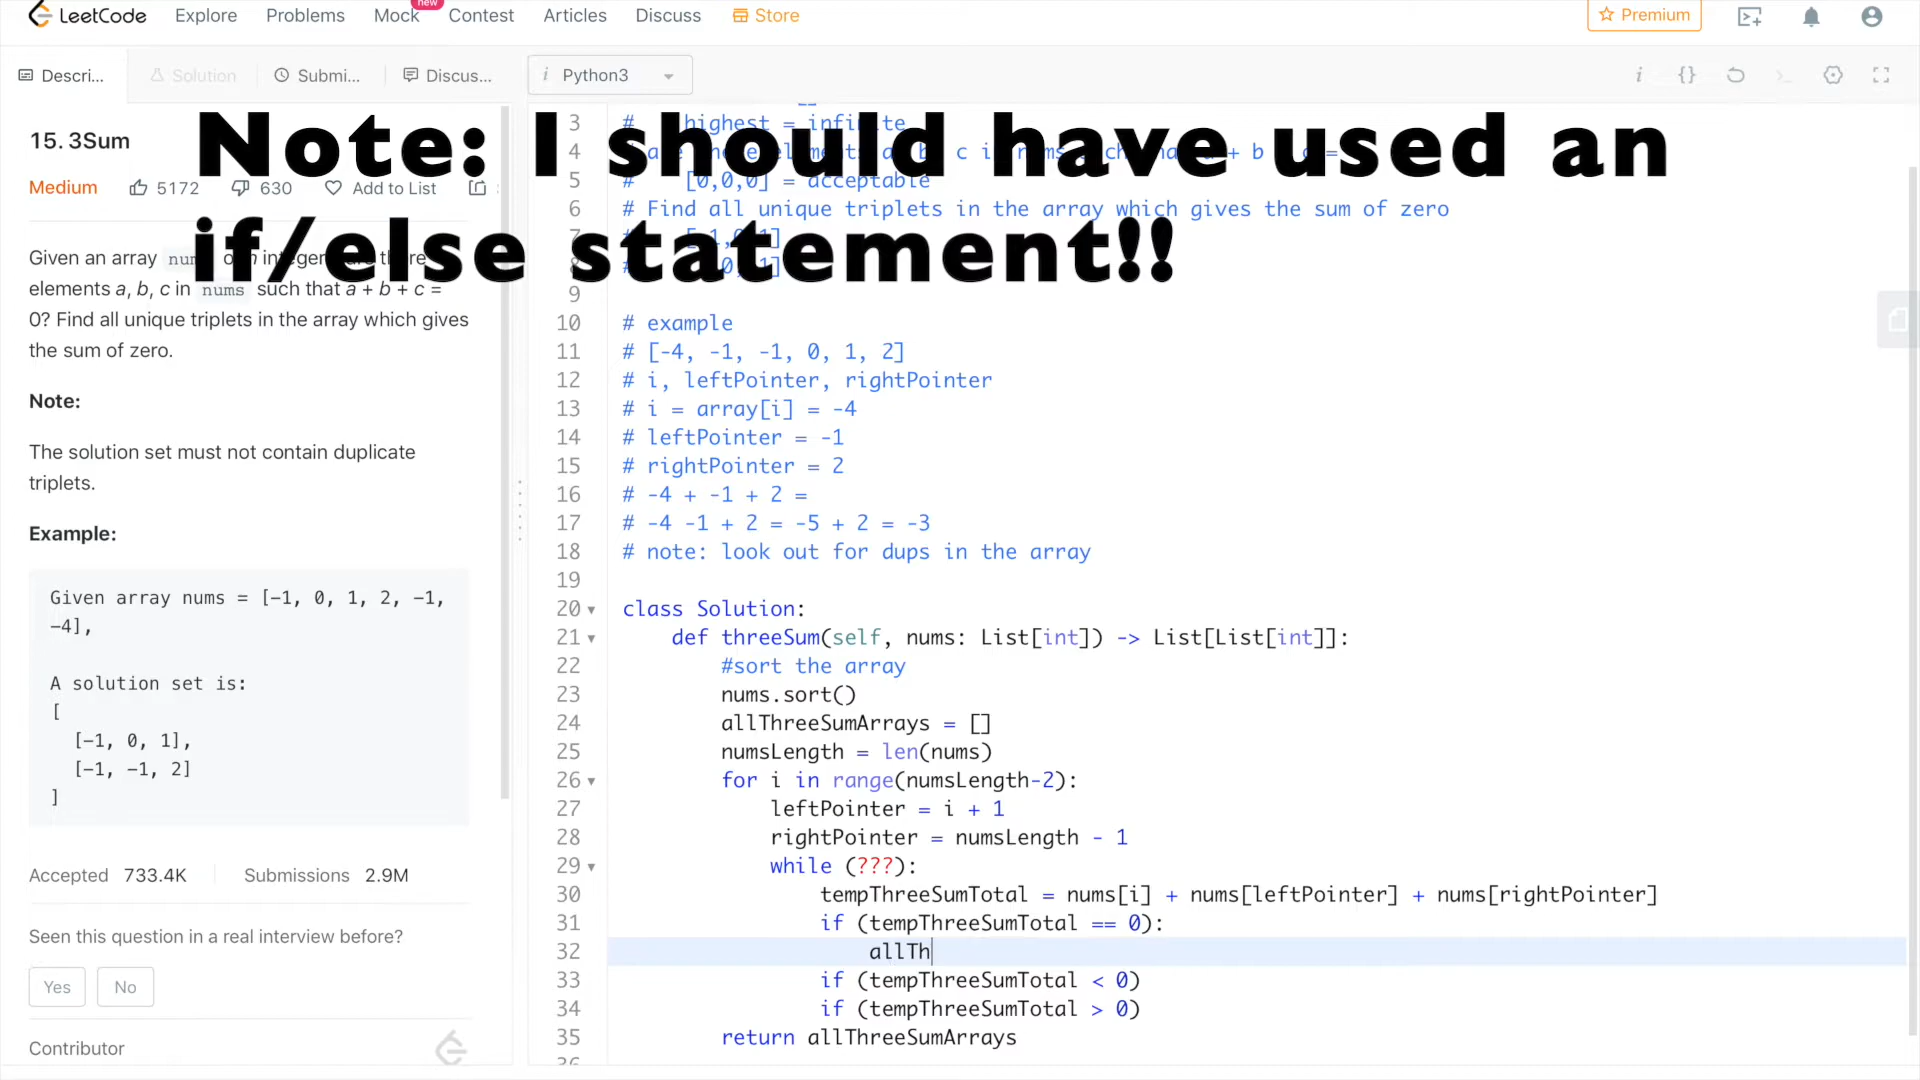 LeetCode
Explore
Problems
Mock
new
Contest
Articles
Discuss
Store
Premium
Descri...
Solution
Submi...
Discus...
i Python3
Note: I should have used an
if/else statement!!
15. 3Sum
Medium 5172 630 Add to List
Given an array of integers are there
elements a, b, c in nums such that a + b + c =
0? Find all unique triplets in the array which gives
the sum of zero.
Note:
The solution set must not contain duplicate
triplets.
Example:
Given array nums = [-1, 0, 1, 2, -1,
-4],
A solution set is:
[
[-1, 0, 1],
[-1, -1, 2]
]
Accepted 733.4K Submissions 2.9M
Seen this question in a real interview before?
Yes No
Contributor
3 # highest = infinite
4 #
5 # [0,0,0] = acceptable
6 # Find all unique triplets in the array which gives the sum of zero
7
8
9
10 # example
11 # [-4, -1, -1, 0, 1, 2]
12 # i, leftPointer, rightPointer
13 # i = array[i] = -4
14 # leftPointer = -1
15 # rightPointer = 2
16 # -4 + -1 + 2 =
17 # -4 -1 + 2 = -5 + 2 = -3
18 # note: look out for dups in the array
19
20 class Solution:
21 def threeSum(self, nums: List[int]) -> List[List[int]]:
22 #sort the array
23 nums.sort()
24 allThreeSumArrays = []
25 numsLength = len(nums)
26 for i in range(numsLength-2):
27 leftPointer = i + 1
28 rightPointer = numsLength - 1
29 while (???):
30 tempThreeSumTotal = nums[i] + nums[leftPointer] + nums[rightPointer]
31 if (tempThreeSumTotal == 0):
32 allTh
33 if (tempThreeSumTotal < 0)
34 if (tempThreeSumTotal > 0)
35 return allThreeSumArrays